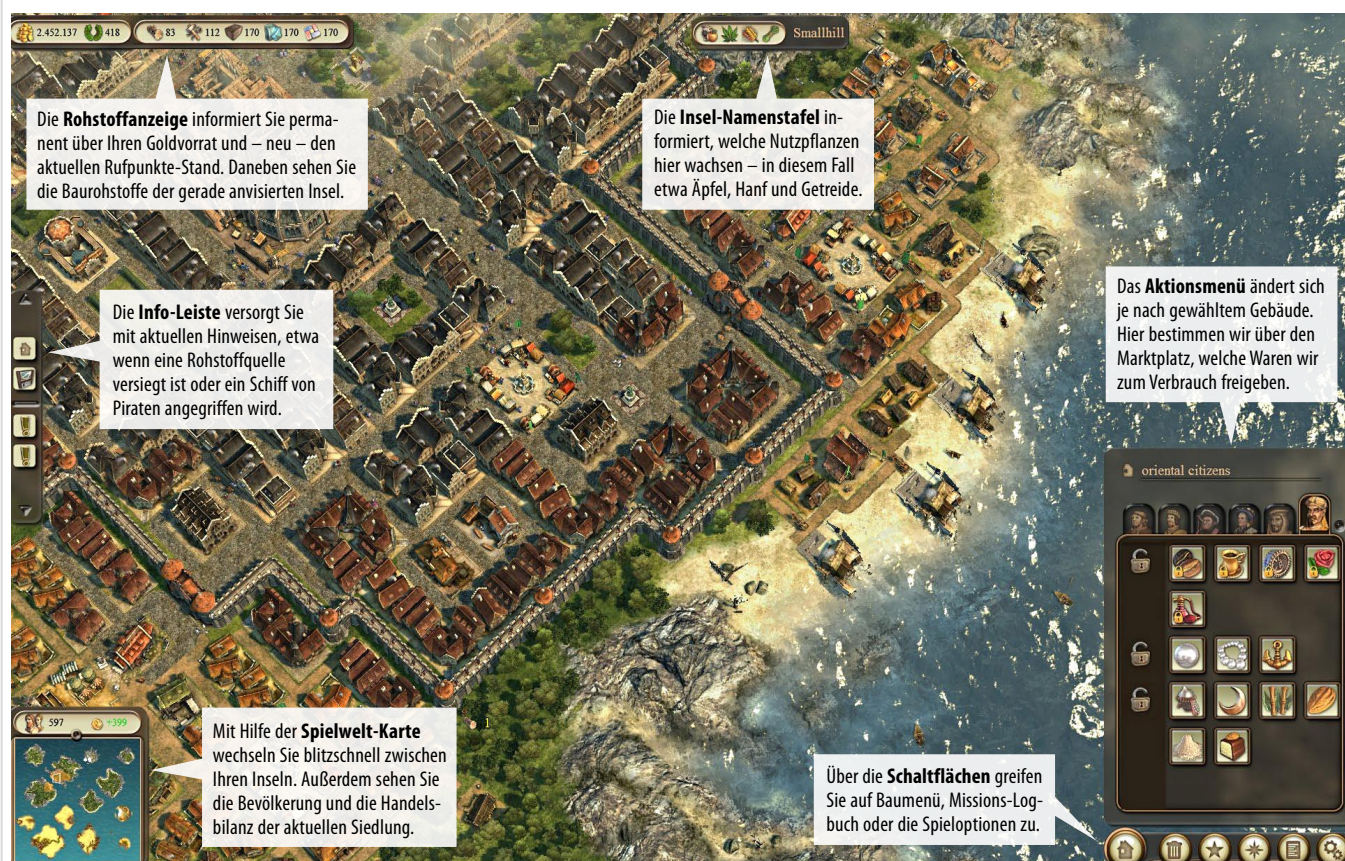 2.452.137 418 83 112 170 170 170
Smallhill
Die Rohstoffanzeige informiert Sie perma-
nent über Ihren Goldvorrat und – neu – den
aktuellen Rufpunkte-Stand. Daneben sehen Sie
die Baurohstoffe der gerade anvisierten Insel.
Die Insel-Namenstafel in-
formiert, welche Nutzpflanzen
hier wachsen – in diesem Fall
etwa Äpfel, Hanf und Getreide.
Die Info-Leiste versorgt Sie
mit aktuellen Hinweisen, etwa
wenn eine Rohstoffquelle
versiegt ist oder ein Schiff von
Piraten angegriffen wird.
Das Aktionsmenü ändert sich
je nach gewähltem Gebäude.
Hier bestimmen wir über den
Marktplatz, welche Waren wir
zum Verbrauch freigeben.
oriental citizens
597 +399
1
Mit Hilfe der Spielwelt-Karte
wechseln Sie blitzschnell zwischen
Ihren Inseln. Außerdem sehen Sie
die Bevölkerung und die Handels-
bilanz der aktuellen Siedlung.
Über die Schaltflächen greifen
Sie auf Baumenü, Missions-Log-
buch oder die Spieloptionen zu.